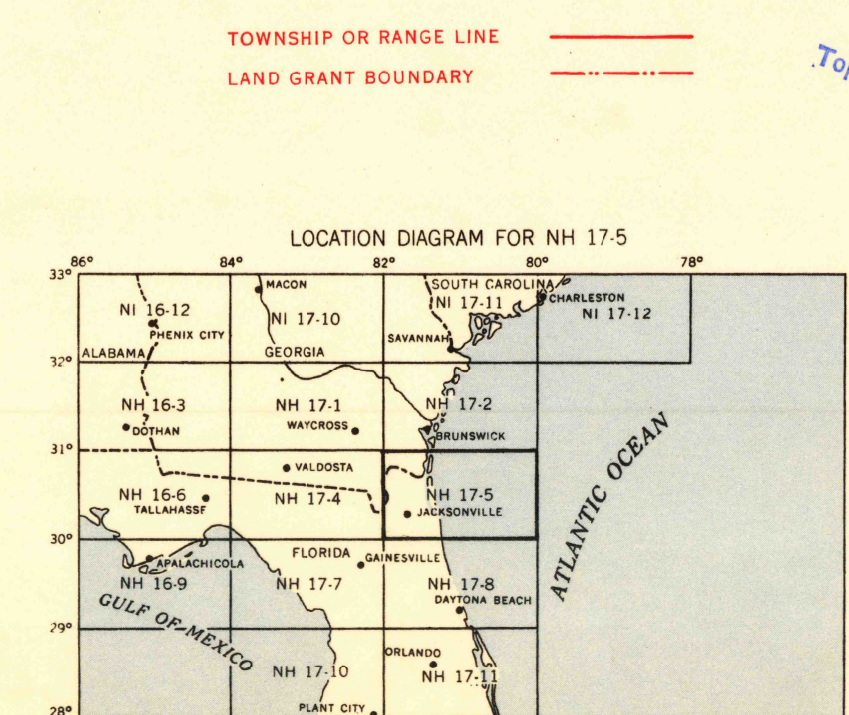 TOWNSHIP OR RANGE LINE
LAND GRANT BOUNDARY
LOCATION DIAGRAM FOR NH 17-5
86° 84° 82° 80° 78°
33°
MACON
SOUTH CAROLINA
NI 16-12
NI 17-11
CHARLESTON
PHENIX CITY
NI 17-10
NI 17-12
SAVANNAH
ALABAMA
GEORGIA
32°
NH 16-3
NH 17-1
NH 17-2
DOTHAN
WAYCROSS
BRUNSWICK
31°
VALDOSTA
NH 16-6
NH 17-4
NH 17-5
TALLAHASSF
JACKSONVILLE
ATLANTIC OCEAN
30°
FLORIDA
GAINESVILLE
APALACHICOLA
NH 16-9
NH 17-7
NH 17-8
DAYTONA BEACH
GULF OF MEXICO
29°
ORLANDO
NH 17-10
NH 17-11
PLANT CITY
28°